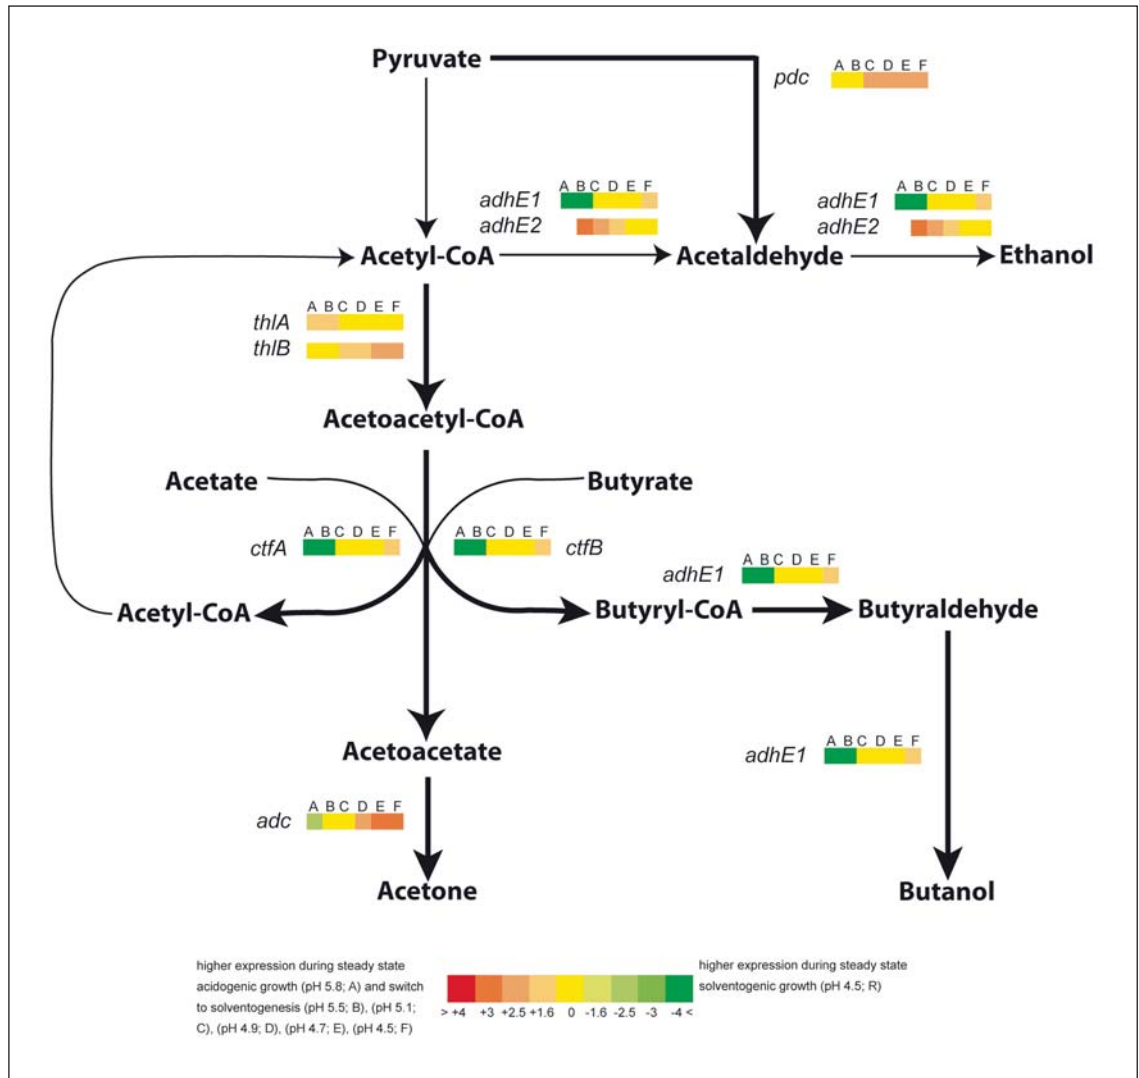 Pyruvate
A B C D E F
pdc
A B C D E F
adhE1
adhE2
A B C D E F
adhE1
adhE2
Acetyl-CoA
Acetaldehyde
Ethanol
A B C D E F
thlA
thlB
Acetoacetyl-CoA
Acetate
Butyrate
A B C D E F
ctfA
A B C D E F
ctfB
A B C D E F
adhE1
Acetyl-CoA
Butyryl-CoA
Butyraldehyde
Acetoacetate
A B C D E F
adhE1
A B C D E F
adc
Acetone
Butanol
higher expression during steady state
acidogenic growth (pH 5.8; A) and switch
to solventogenesis (pH 5.5; B), (pH 5.1;
C), (pH 4.9; D), (pH 4.7; E), (pH 4.5; F)
> +4 +3 +2.5 +1.6 0 -1.6 -2.5 -3 -4 <
higher expression during steady state
solventogenic growth (pH 4.5; R)